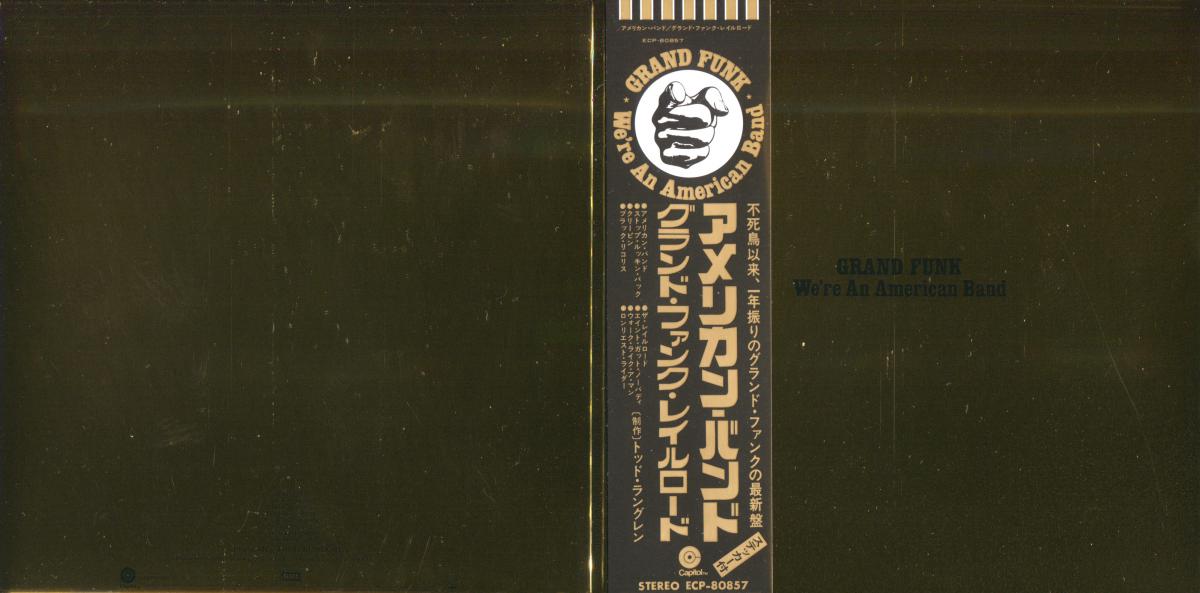 アメリカン・バンド/グランド・ファンク・レイルロード
ECP-80857
★ GRAND FUNK ★
We're An American Band
不死鳥以来、一年振りのグランド・ファンクの最新盤
アメリカン・バンド
グランド・ファンク・レイルロード
●アメリカン・バンド
●ストップ・ルッキン・バック
●クリーピン
●ブラック・リコリス
●ザ・レイルロード
●エイント・ガット・ノーバディ
●ウォーク・ライク・ア・マン
●ロンリエスト・ライダー
〔制作〕トッド・ラングレン
ステッカー付
Capitol
STEREO ECP-80857
GRAND FUNK
We're An American Band